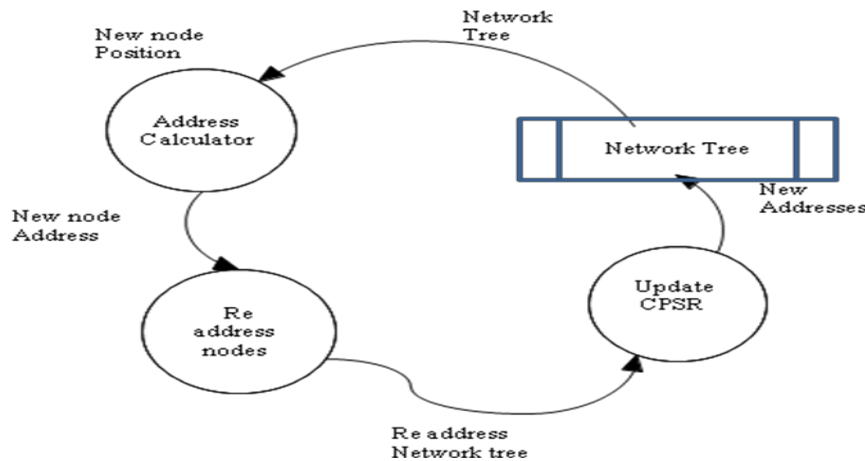 Network
Tree
New node
Position
Address
Calculator
Network Tree
New
Addresses
New node
Address
Update
CPSR
Re
address
nodes
Re address
Network tree